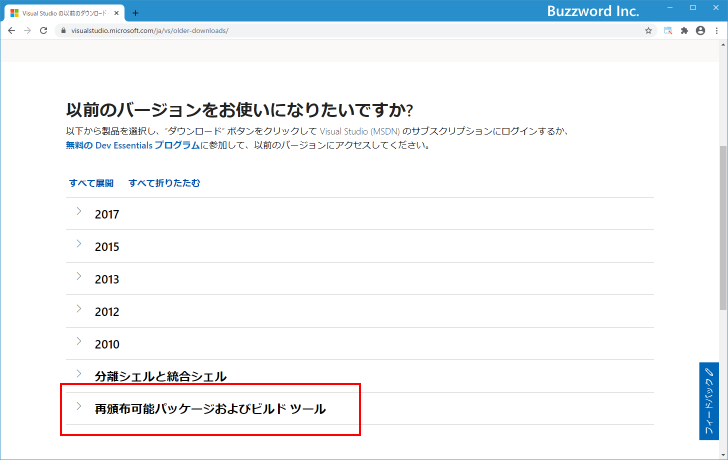 Visual Studio の以前のダウンロード
Buzzword Inc.
visualstudio.microsoft.com/ja/vs/older-downloads/
以前のバージョンをお使いになりたいですか?
以下から製品を選択し、"ダウンロード" ボタンをクリックして Visual Studio (MSDN) のサブスクリプションにログインするか、
無料の Dev Essentials プログラムに参加して、以前のバージョンにアクセスしてください。
すべて展開 すべて折りたたむ
2017
2015
2013
2012
2010
分離シェルと統合シェル
再頒布可能パッケージおよびビルド ツール
フィードバック